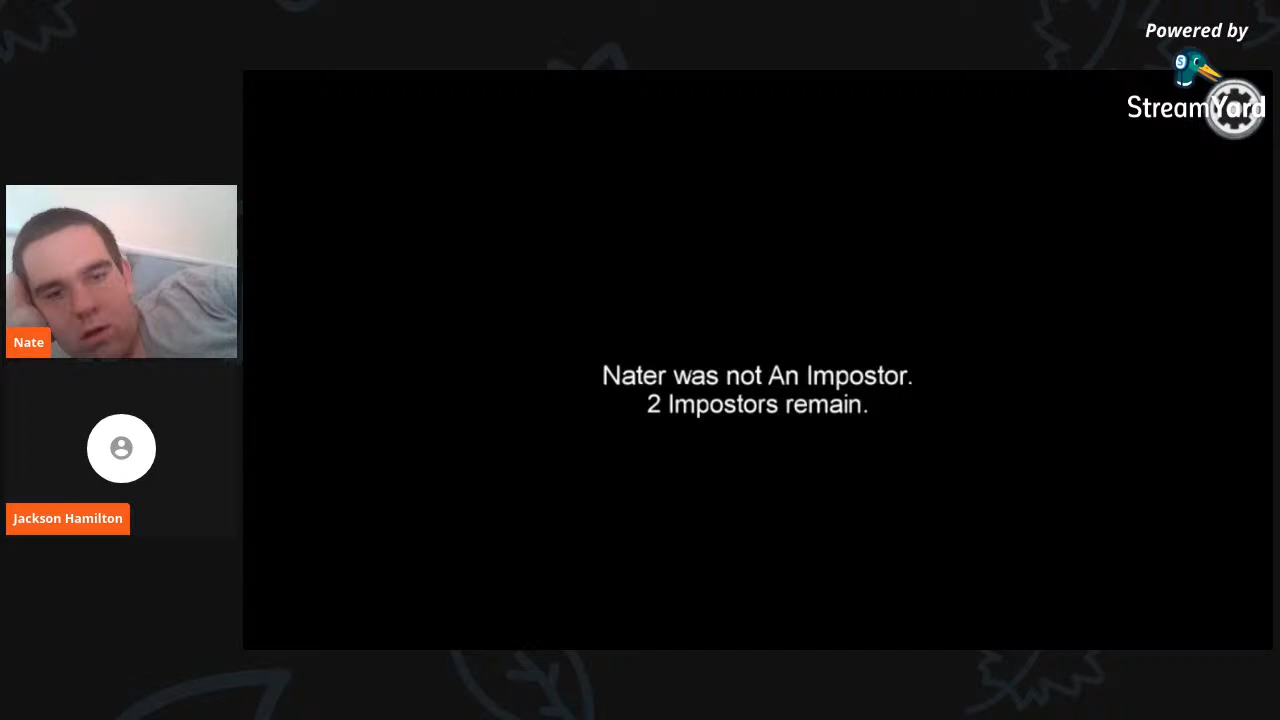 Powered by
StreamYard
Nate
Nater was not An Impostor.
2 Impostors remain.
Jackson Hamilton